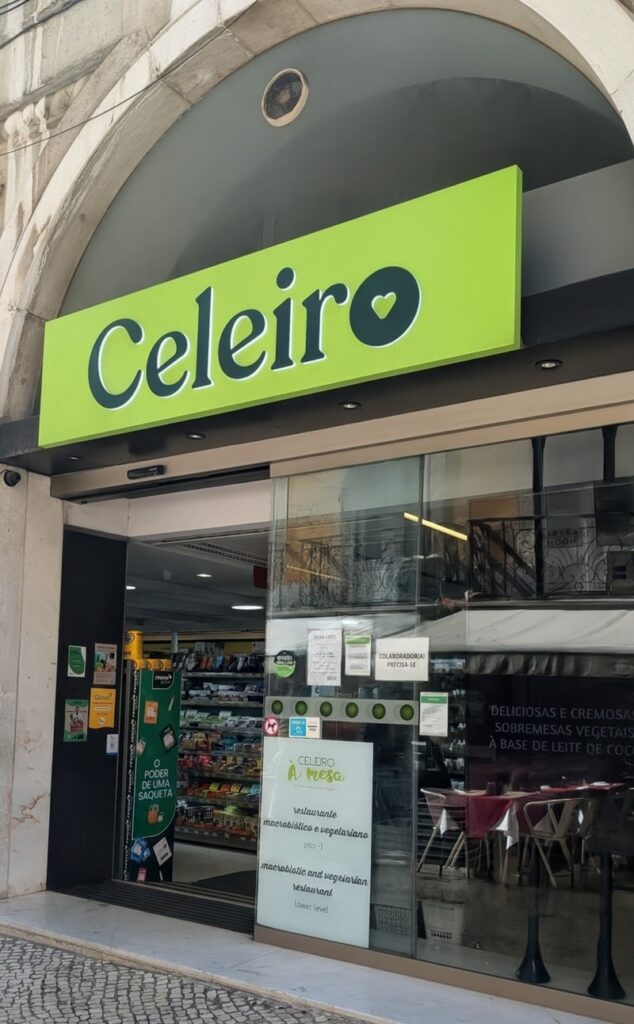 Celeiro
COLABORADOR(A)
PRECISA-SE
Glovo
DELICIOSAS E CREMOSAS
SOBREMESAS VEGETAIS
À BASE DE LEITE DE COCO
O
PODER
DE UMA
SAQUETA
CELEIRO
À mesa
restaurante
macrobiótico e vegetariano
piso -1
macrobiotic and vegetarian
restaurant
lower level